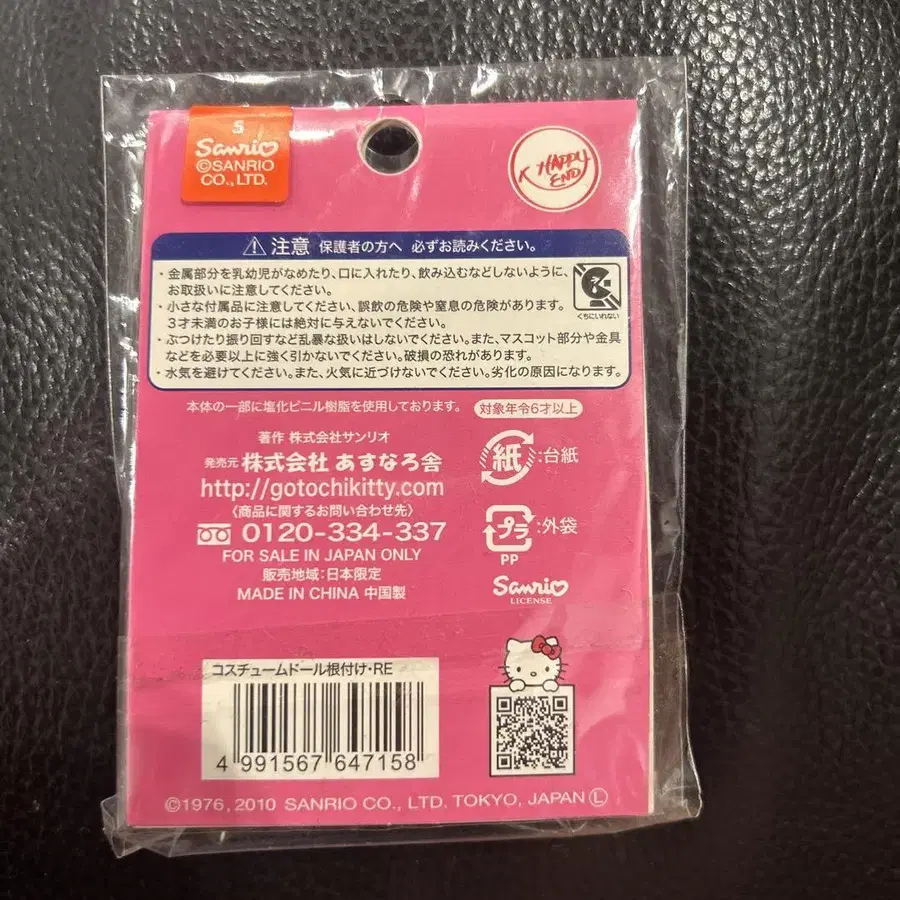 S
Sanrio
©SANRIO
CO.,LTD.
HAPPY
END
注意 保護者の方へ 必ずお読みください。
・金属部分を乳幼児がなめたり、口に入れたり、飲み込むなどしないように、
お取扱いに注意してください。
・小さな付属品に注意してください、誤飲の危険や窒息の危険があります。
3才未満のお子様には絶対に与えないでください。
・ぶつけたり振り回すなど乱暴な扱いはしないでください。また、マスコット部分や金具
などを必要以上に強く引かないでください。破損の恐れがあります。
・水気を避けてください。また、火気に近づけないでください。劣化の原因になります。
くちにいれない
本体の一部に塩化ビニル樹脂を使用しております。
対象年令6才以上
著作 株式会社サンリオ
発売元 株式会社 あすなろ舎
http://gotochikitty.com
〈商品に関するお問い合わせ先〉
0120-334-337
FOR SALE IN JAPAN ONLY
販売地域:日本限定
MADE IN CHINA 中国製
紙:台紙
プラ:外袋
PP
Sanrio
LICENSE
コスチュームドール根付け・RE
4 991567 647158
©1976, 2010 SANRIO CO., LTD. TOKYO, JAPAN Ⓛ